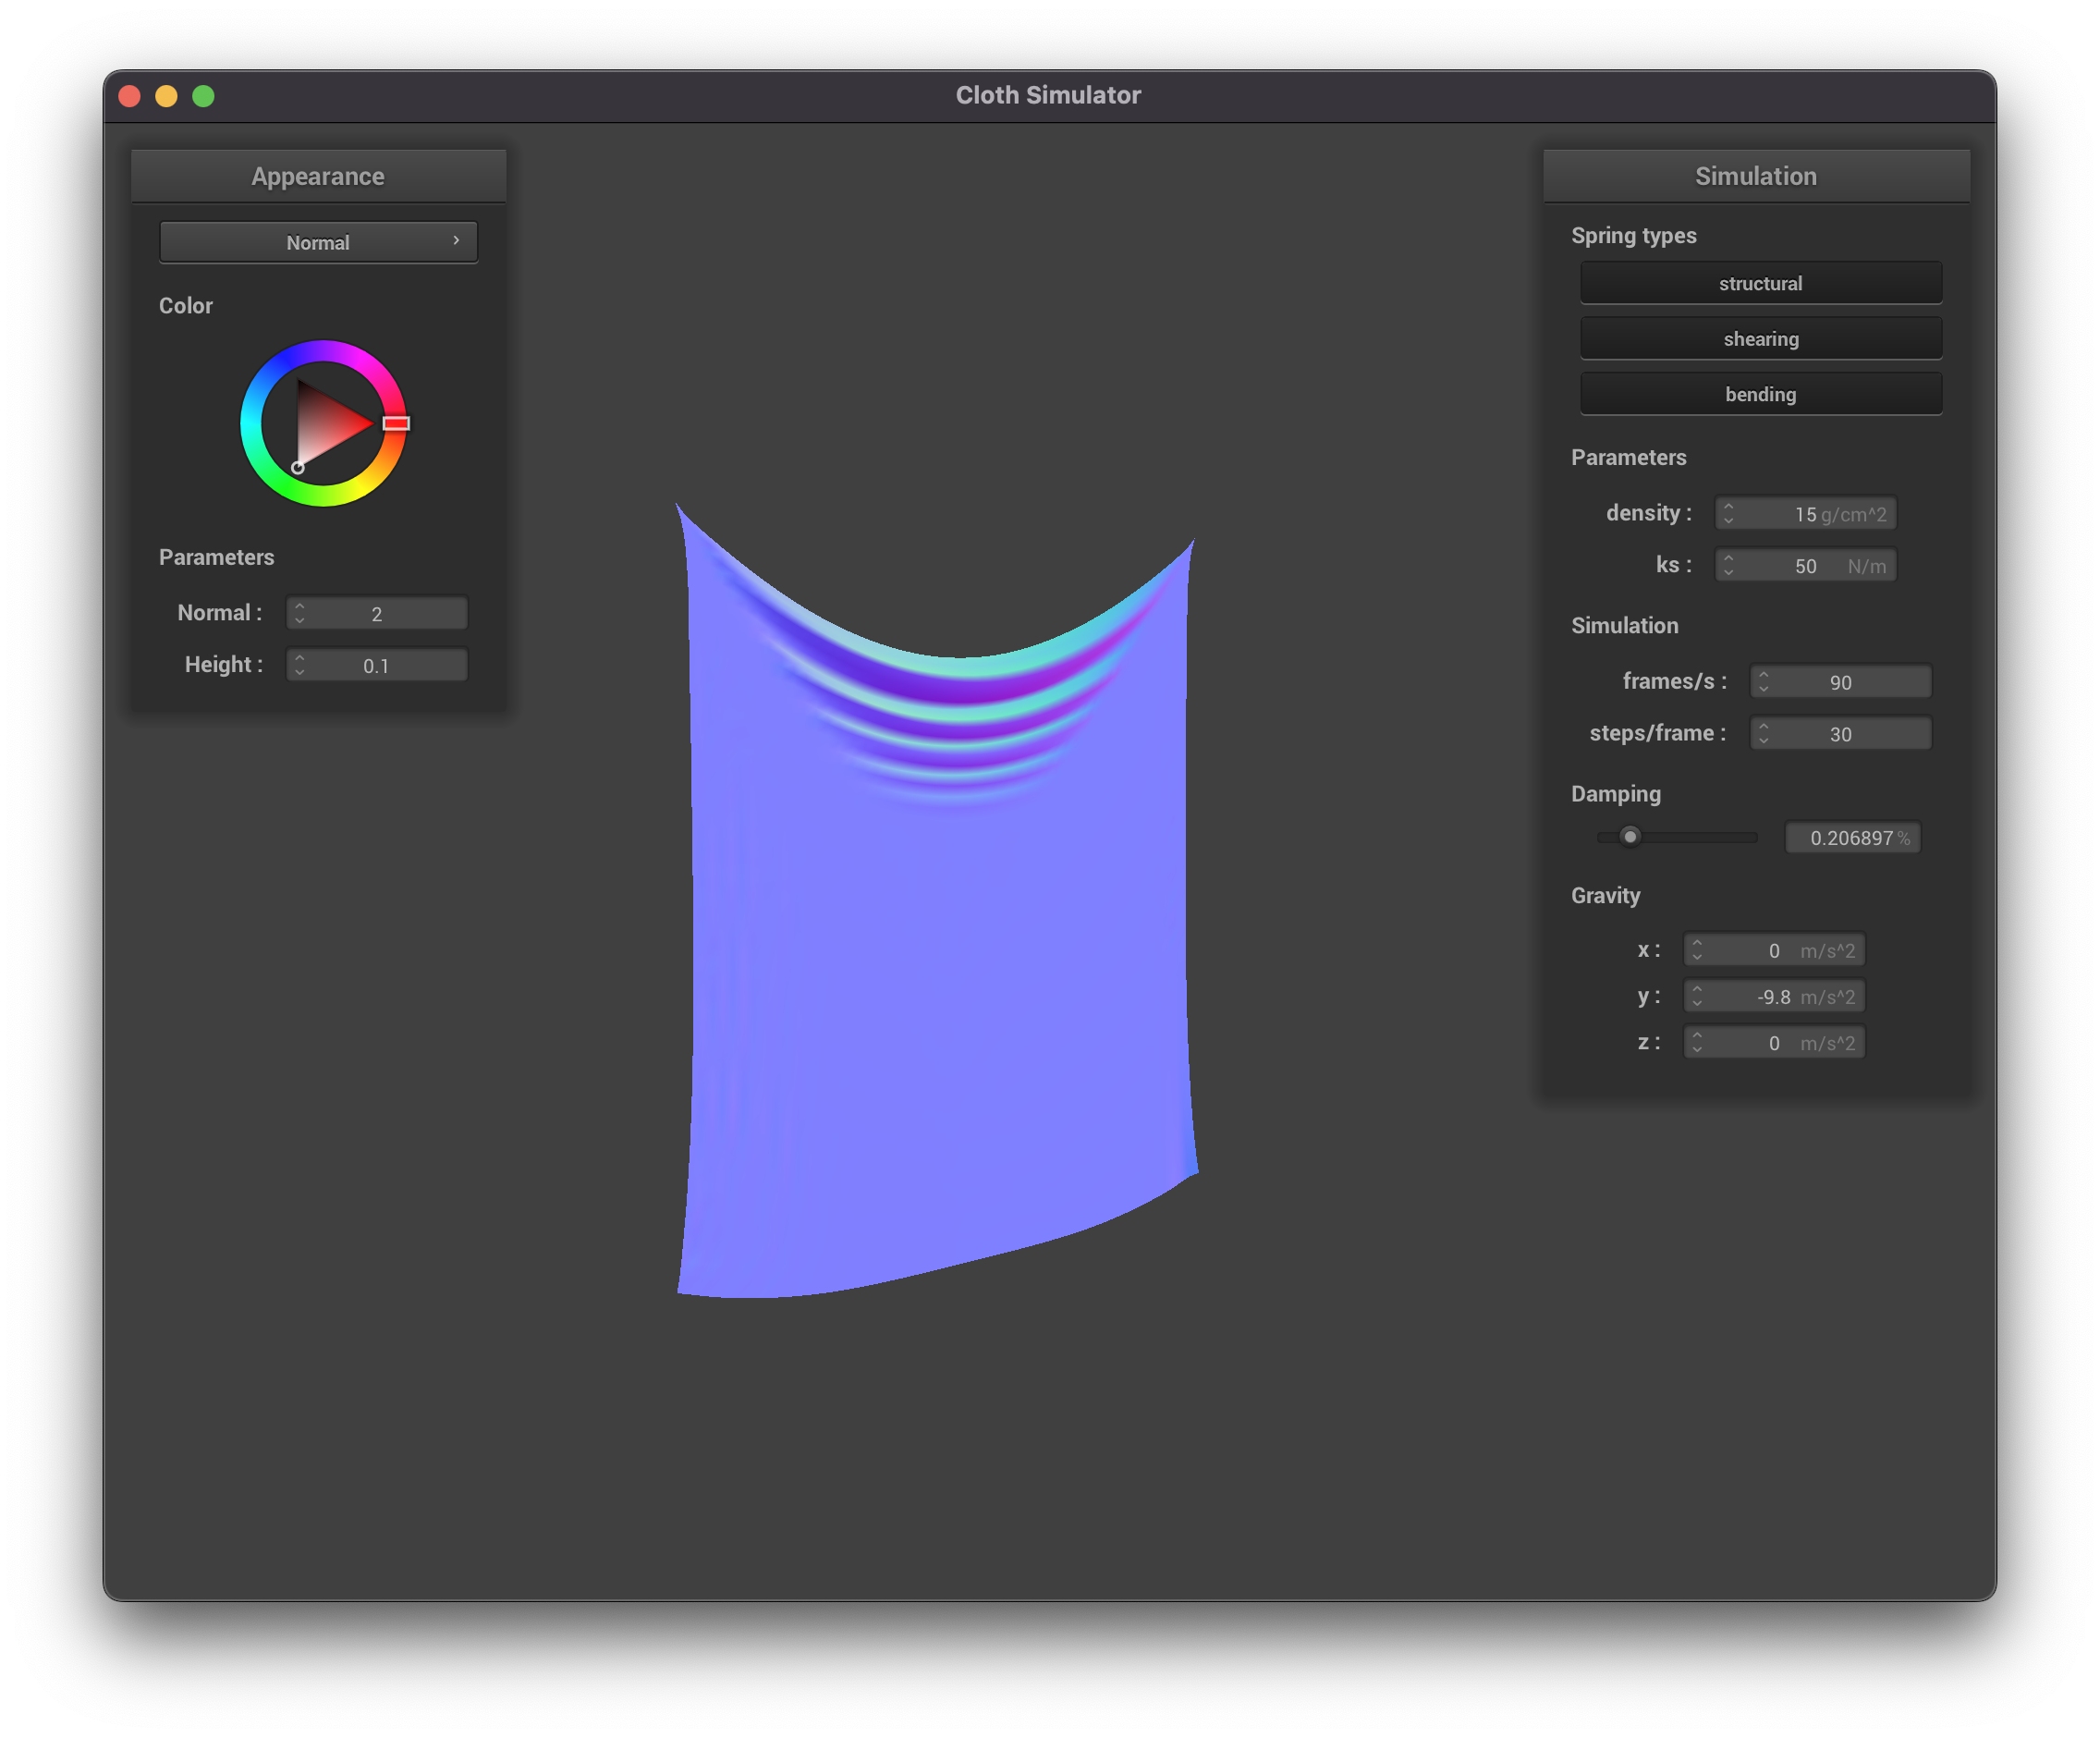 Cloth Simulator
Appearance
Normal
Color
Parameters
Normal : 2
Height : 0.1
Simulation
Spring types
structural
shearing
bending
Parameters
density : 15 g/cm^2
ks : 50 N/m
Simulation
frames/s : 90
steps/frame : 30
Damping
0.206897 %
Gravity
x : 0 m/s^2
y : -9.8 m/s^2
z : 0 m/s^2